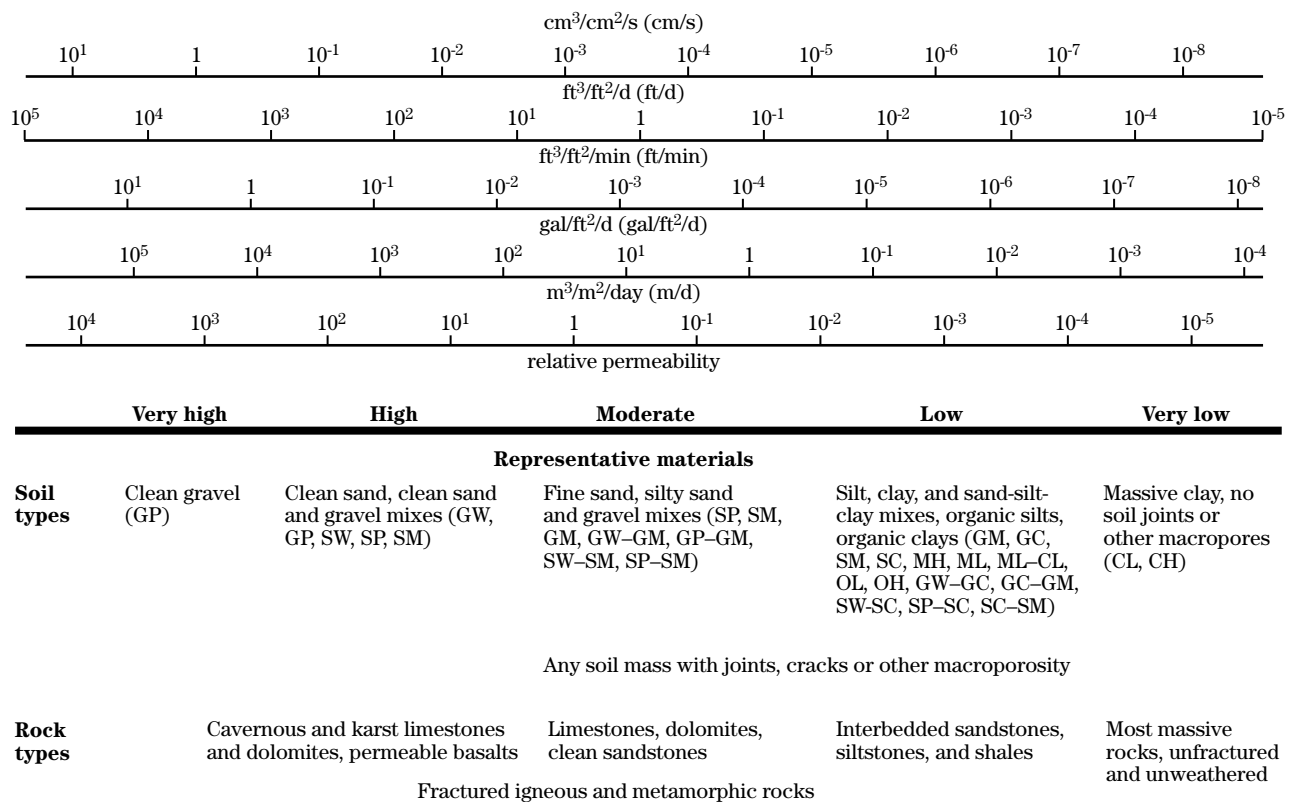 cm³/cm²/s (cm/s)
10¹ 1 10⁻¹ 10⁻² 10⁻³ 10⁻⁴ 10⁻⁵ 10⁻⁶ 10⁻⁷ 10⁻⁸
ft³/ft²/d (ft/d)
10⁵ 10⁴ 10³ 10² 10¹ 1 10⁻¹ 10⁻² 10⁻³ 10⁻⁴ 10⁻⁵
ft³/ft²/min (ft/min)
10¹ 1 10⁻¹ 10⁻² 10⁻³ 10⁻⁴ 10⁻⁵ 10⁻⁶ 10⁻⁷ 10⁻⁸
gal/ft²/d (gal/ft²/d)
10⁵ 10⁴ 10³ 10² 10¹ 1 10⁻¹ 10⁻² 10⁻³ 10⁻⁴
m³/m²/day (m/d)
10⁴ 10³ 10² 10¹ 1 10⁻¹ 10⁻² 10⁻³ 10⁻⁴ 10⁻⁵
relative permeability
Very high High Moderate Low Very low
Representative materials
Soil
types
Clean gravel
(GP)
Clean sand, clean sand
and gravel mixes (GW,
GP, SW, SP, SM)
Fine sand, silty sand
and gravel mixes (SP, SM,
GM, GW–GM, GP–GM,
SW–SM, SP–SM)
Silt, clay, and sand-silt-
clay mixes, organic silts,
organic clays (GM, GC,
SM, SC, MH, ML, ML–CL,
OL, OH, GW–GC, GC–GM,
SW-SC, SP–SC, SC–SM)
Massive clay, no
soil joints or
other macropores
(CL, CH)
Any soil mass with joints, cracks or other macroporosity
Rock
types
Cavernous and karst limestones
and dolomites, permeable basalts
Limestones, dolomites,
clean sandstones
Interbedded sandstones,
siltstones, and shales
Most massive
rocks, unfractured
and unweathered
Fractured igneous and metamorphic rocks